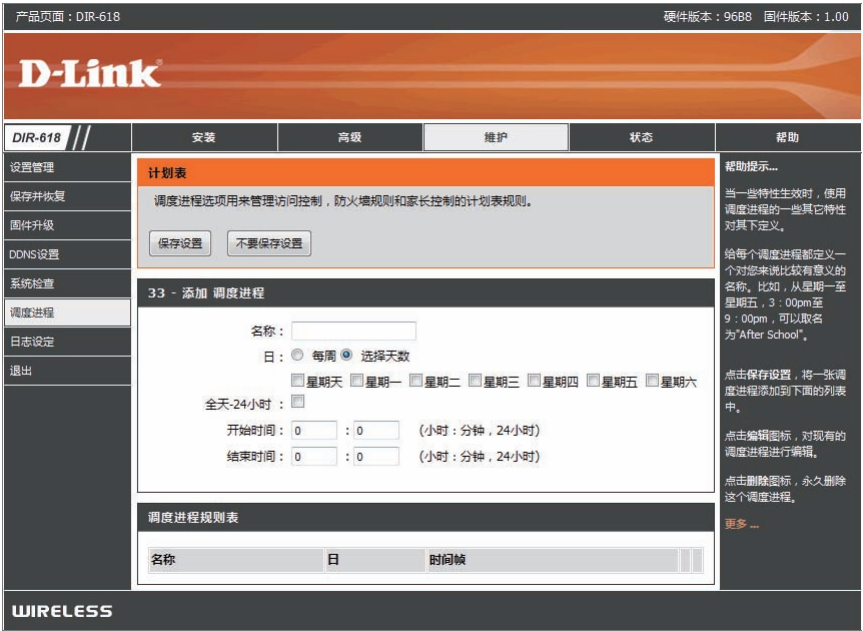 产品页面：DIR-618
硬件版本：96B8 固件版本：1.00
D-Link
DIR-618
安装
高级
维护
状态
帮助
设置管理
保存并恢复
固件升级
DDNS设置
系统检查
调度进程
日志设定
退出
计划表
调度进程选项用来管理访问控制，防火墙规则和家长控制的计划表规则。
保存设置
不要保存设置
33 - 添加 调度进程
名称：
日： 每周 选择天数
星期天 星期一 星期二 星期三 星期四 星期五 星期六
全天-24小时 ：
开始时间： 0 : 0 (小时：分钟，24小时)
结束时间： 0 : 0 (小时：分钟，24小时)
调度进程规则表
名称 日 时间帧
帮助提示...
当一些特性生效时，使用
调度进程的一些其它特性
对其下定义。
给每个调度进程都定义一
个对您来说比较有意义的
名称。比如，从星期一至
星期五，3：00pm至
9：00pm，可以取名
为"After School"。
点击保存设置，将一张调
度进程添加到下面的列表
中。
点击编辑图标，对现有的
调度进程进行编辑。
点击删除图标，永久删除
这个调度进程。
更多 ...
WIRELESS